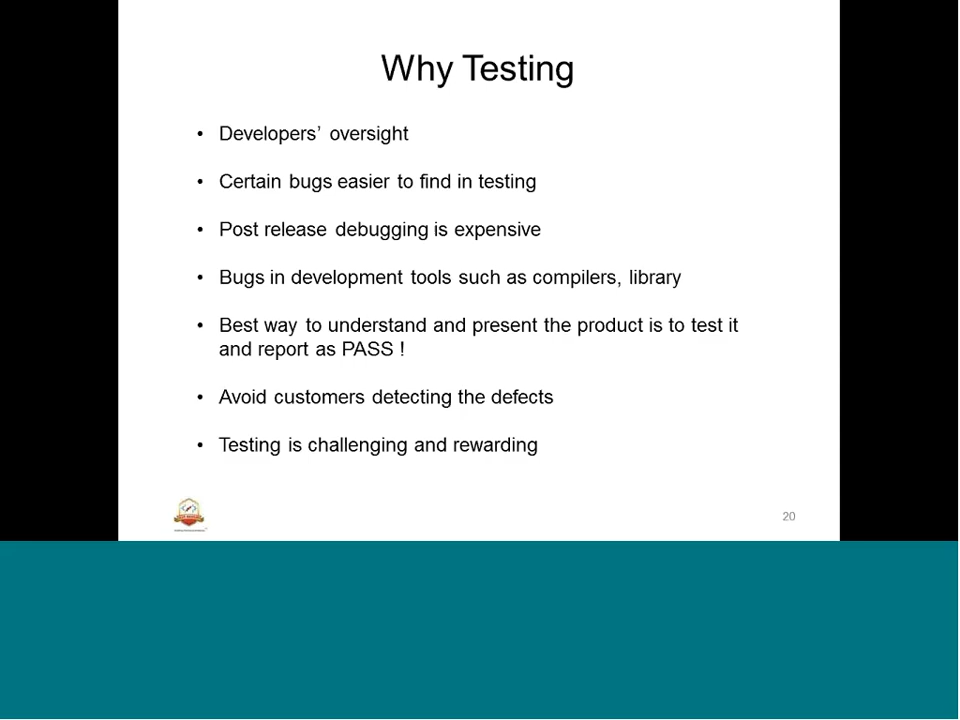 Why Testing
• Developers’ oversight
• Certain bugs easier to find in testing
• Post release debugging is expensive
• Bugs in development tools such as compilers, library
• Best way to understand and present the product is to test it
and report as PASS !
• Avoid customers detecting the defects
• Testing is challenging and rewarding
20